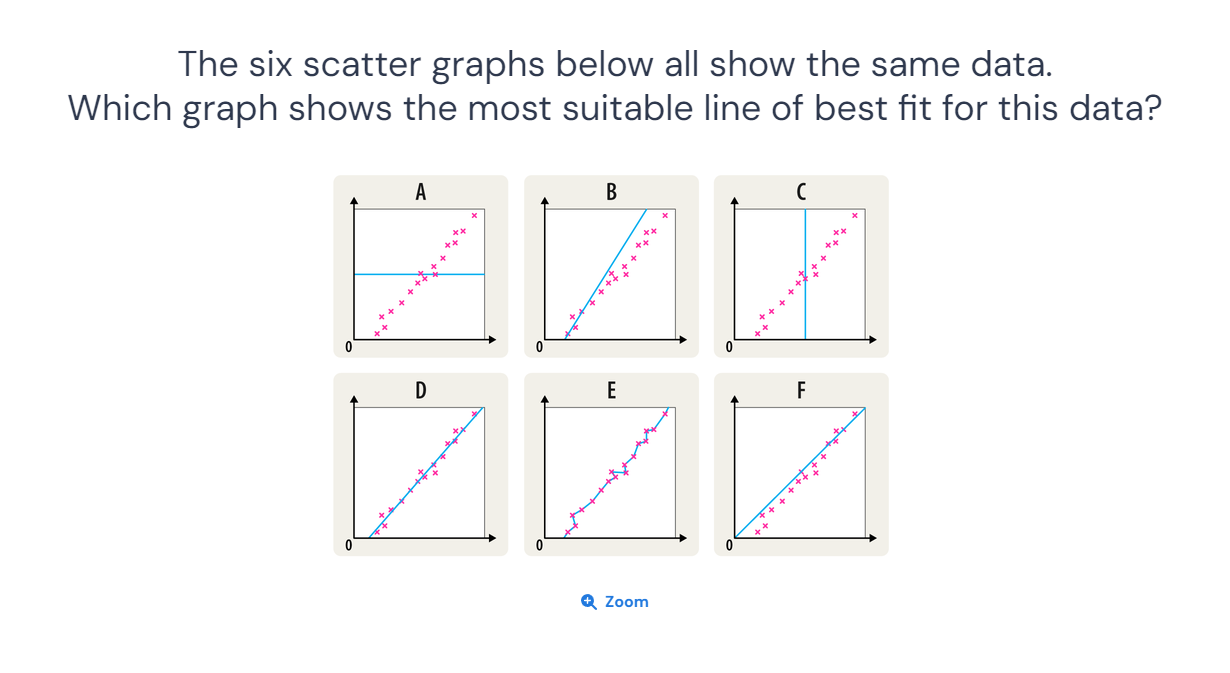 The six scatter graphs below all show the same data.
Which graph shows the most suitable line of best fit for this data?
A
0
B
0
C
0
D
0
E
0
F
0
Zoom